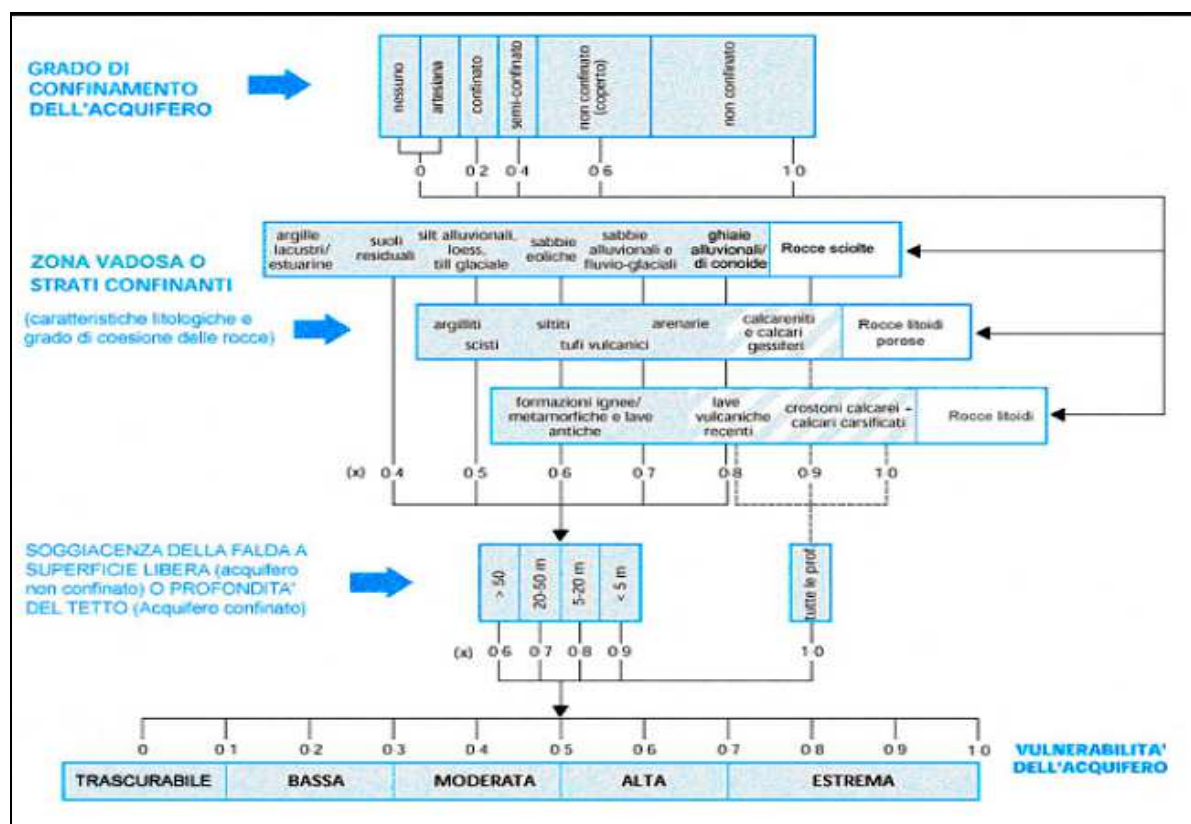 GRADO DI
CONFINAMENTO
DELL'ACQUIFERO
nessuno
artesiana
confinato
semi-confinato
non confinato
(coperto)
non confinato
0
0·2
0·4
0·6
1·0
ZONA VADOSA O
STRATI CONFINANTI
(caratteristiche litologiche e
grado di coesione delle rocce)
argille
lacustri/
estuarine
suoli
residuali
silt alluvionali,
loess,
till glaciale
sabbie
eoliche
sabbie
alluvionali e
fluvio-glaciali
ghiaie
alluvionali/
di conoide
Rocce sciolte
argilliti
scisti
siltiti
tufi vulcanici
arenarie
calcareniti
e calcari
gessiferi
Rocce litoidi
porose
formazioni ignee/
metamorfiche e lave
antiche
lave
vulcaniche
recenti
crostoni calcarei –
calcari carsificati
Rocce litoidi
(x) 0·4 0·5 0·6 0·7 0·8 0·9 1·0
SOGGIACENZA DELLA FALDA A
SUPERFICIE LIBERA (acquifero
non confinato) O PROFONDITA'
DEL TETTO (Acquifero confinato)
> 50
20-50 m
5-20 m
< 5 m
tutte le prof
(x) 0·6 0·7 0·8 0·9 1·0
0 0·1 0·2 0·3 0·4 0·5 0·6 0·7 0·8 0·9 1·0
VULNERABILITA'
DELL'ACQUIFERO
TRASCURABILE BASSA MODERATA ALTA ESTREMA